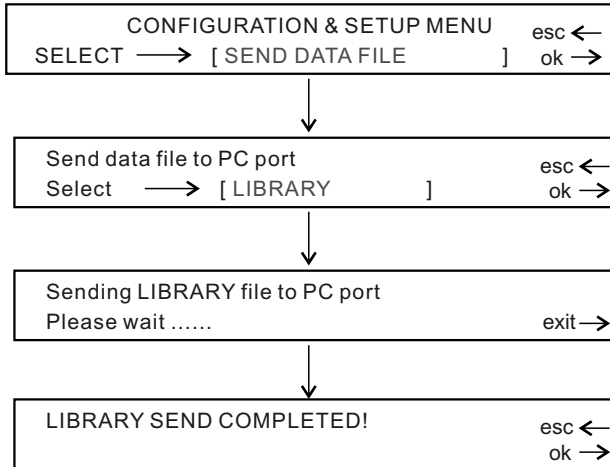 CONFIGURATION & SETUP MENU
esc ←
SELECT → [ SEND DATA FILE ] ok →
Send data file to PC port
esc ←
Select → [ LIBRARY ] ok →
Sending LIBRARY file to PC port
Please wait ...... exit →
LIBRARY SEND COMPLETED!
esc ←
ok →